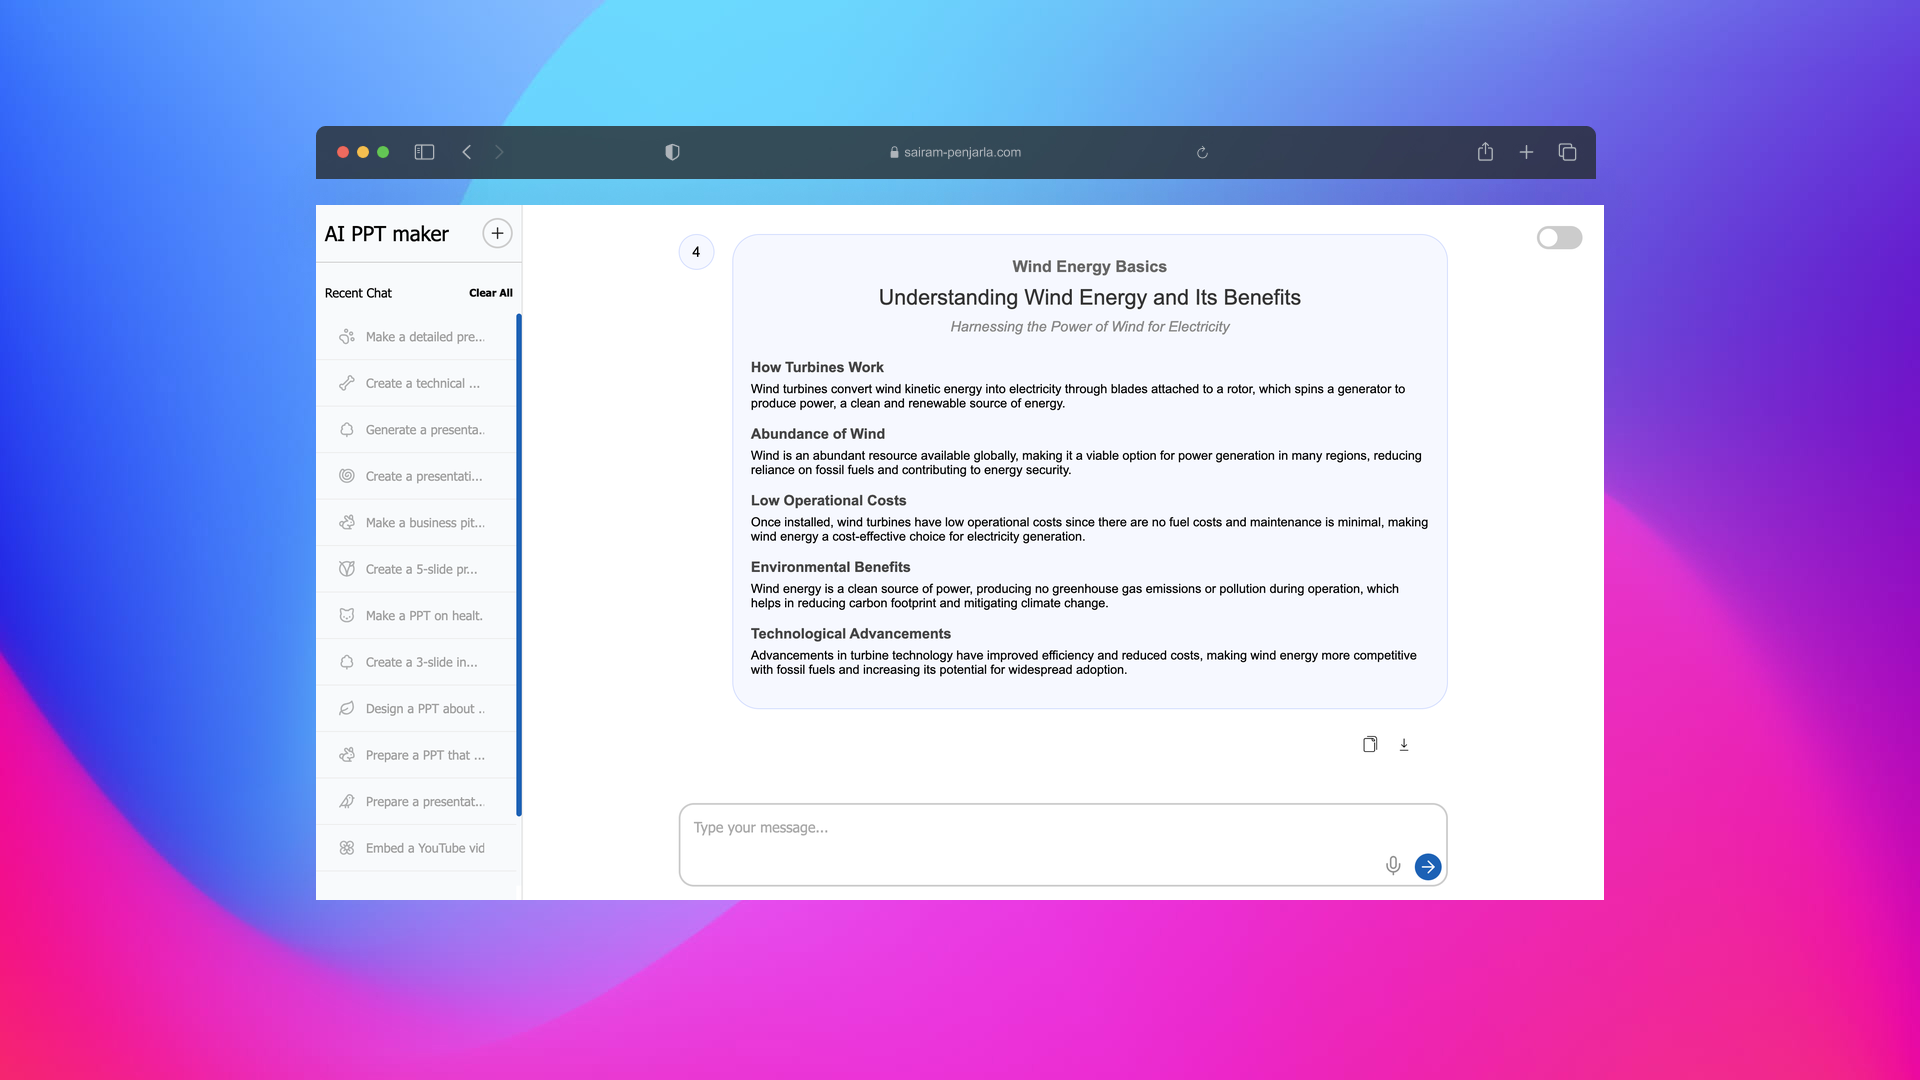 sairam-penjarla.com
AI PPT maker
Recent Chat
Clear All
Make a detailed pre...
Create a technical ...
Generate a presenta..
Create a presentati...
Make a business pit...
Create a 5-slide pr...
Make a PPT on healt.
Create a 3-slide in...
Design a PPT about ..
Prepare a PPT that ...
Prepare a presentat..
Embed a YouTube vid
4
Wind Energy Basics
Understanding Wind Energy and Its Benefits
Harnessing the Power of Wind for Electricity
How Turbines Work
Wind turbines convert wind kinetic energy into electricity through blades attached to a rotor, which spins a generator to
produce power, a clean and renewable source of energy.
Abundance of Wind
Wind is an abundant resource available globally, making it a viable option for power generation in many regions, reducing
reliance on fossil fuels and contributing to energy security.
Low Operational Costs
Once installed, wind turbines have low operational costs since there are no fuel costs and maintenance is minimal, making
wind energy a cost-effective choice for electricity generation.
Environmental Benefits
Wind energy is a clean source of power, producing no greenhouse gas emissions or pollution during operation, which
helps in reducing carbon footprint and mitigating climate change.
Technological Advancements
Advancements in turbine technology have improved efficiency and reduced costs, making wind energy more competitive
with fossil fuels and increasing its potential for widespread adoption.
Type your message...